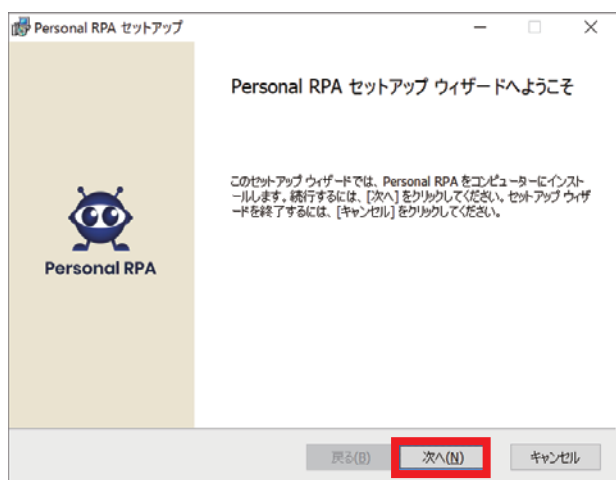 Personal RPA セットアップ
Personal RPA セットアップ ウィザードへようこそ
このセットアップ ウィザードでは、Personal RPA をコンピューターにインスト
ールします。続行するには、[次へ] をクリックしてください。セットアップ ウィザ
ードを終了するには、[キャンセル] をクリックしてください。
Personal RPA
戻る(B)
次へ(N)
キャンセル